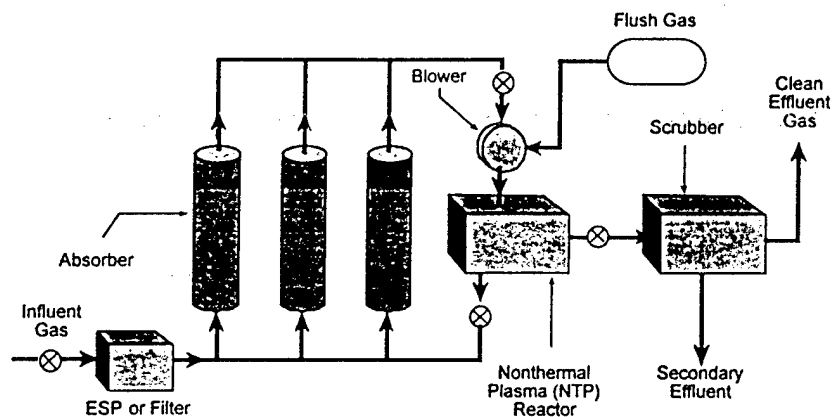 Flush Gas
Blower
Clean
Effluent
Gas
Scrubber
Absorber
Influent
Gas
ESP or Filter
Nonthermal
Plasma (NTP)
Reactor
Secondary
Effluent